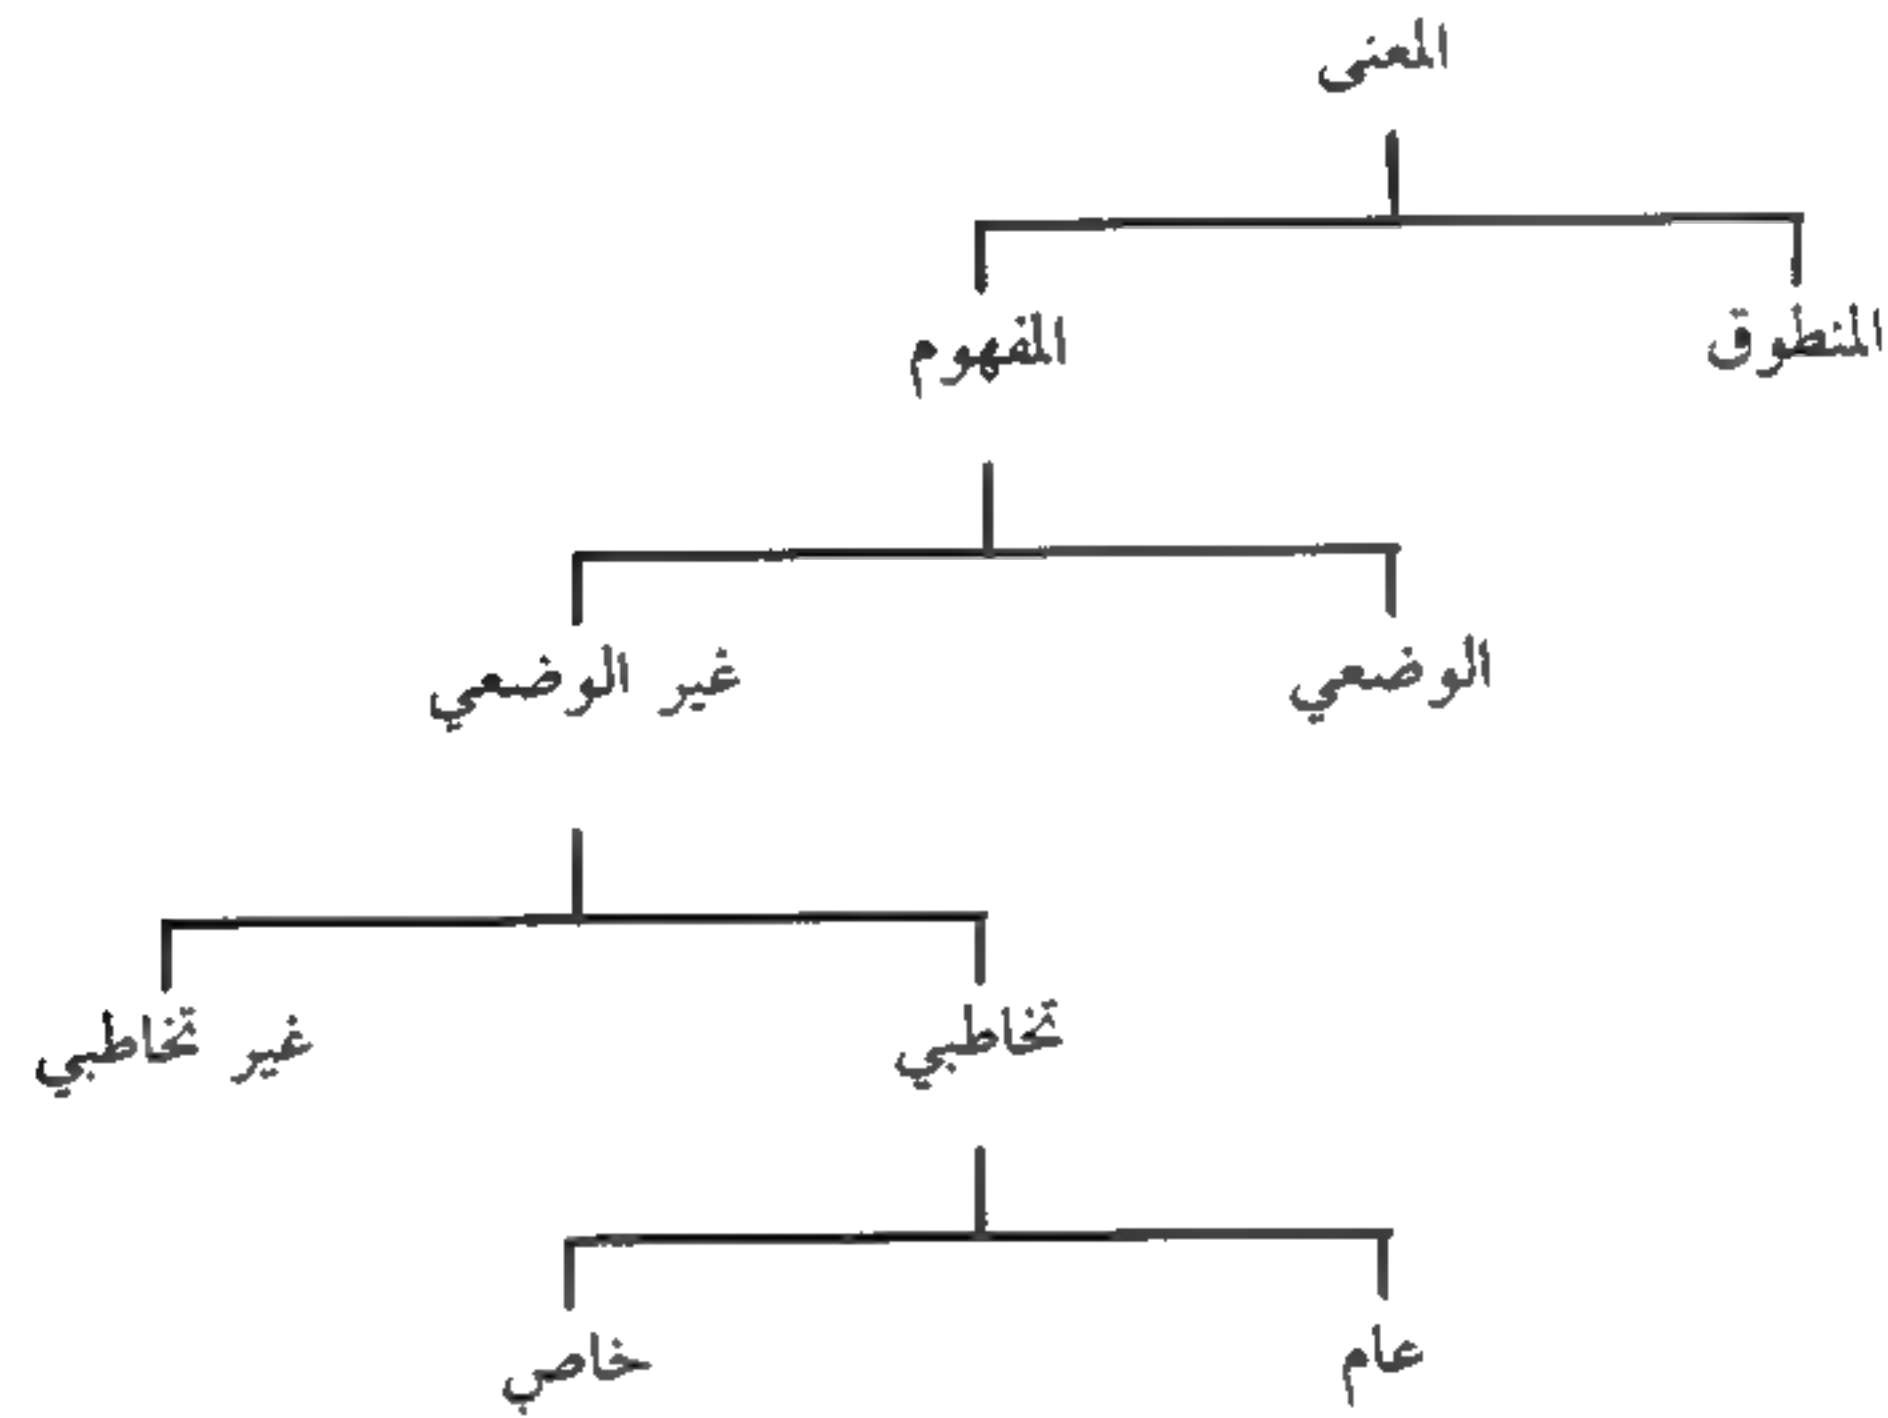 المعنى
المنطوق المفهوم
الوضعي غير الوضعي
تخاطبي غير تخاطبي
عام خاص